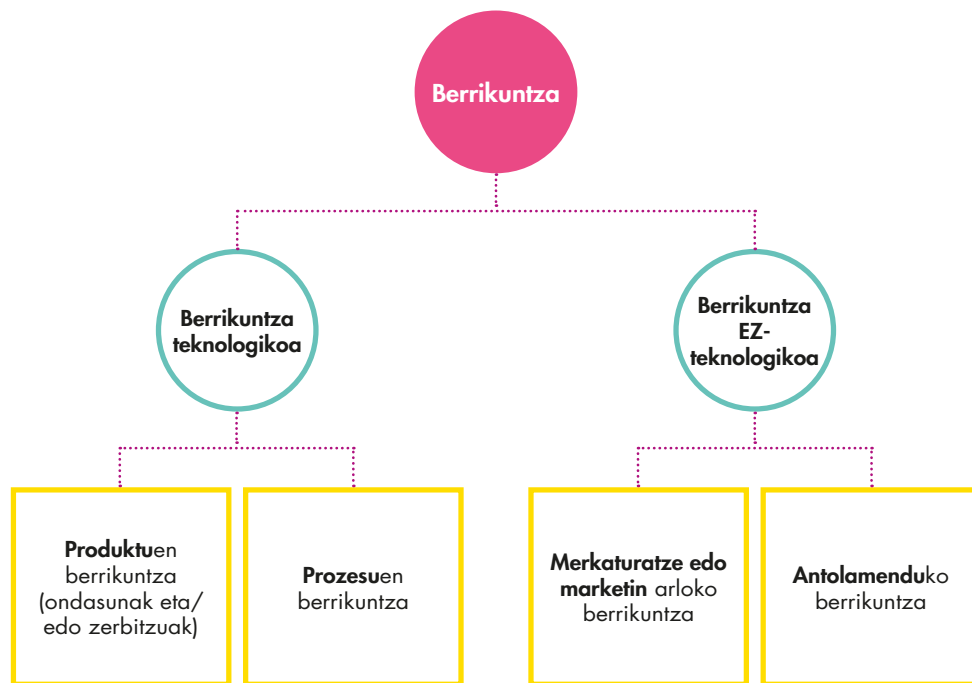 Berrikuntza
Berrikuntza
teknologikoa
Berrikuntza
EZ-
teknologikoa
Produktuen
berrikuntza
(ondasunak eta/
edo zerbitzuak)
Prozesuen
berrikuntza
Merkaturatze edo
marketin arloko
berrikuntza
Antolamenduko
berrikuntza